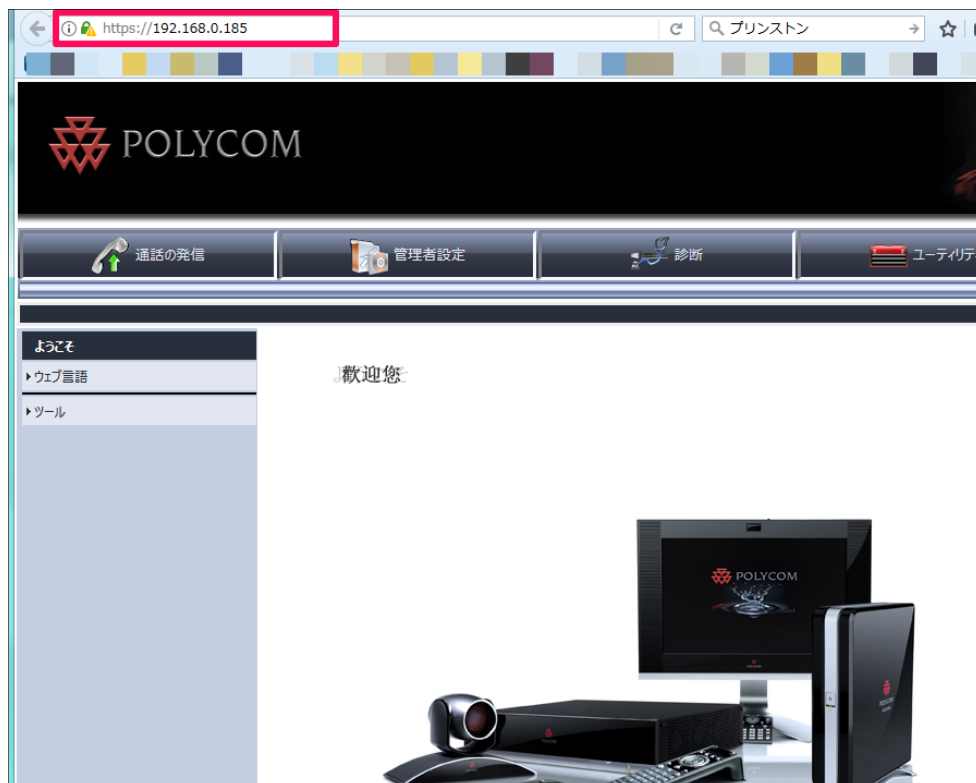 https://192.168.0.185
プリンストン
POLYCOM
通話の発信
管理者設定
診断
ユーティリテ
ようこそ
ウェブ言語
ツール
歡迎您
POLYCOM